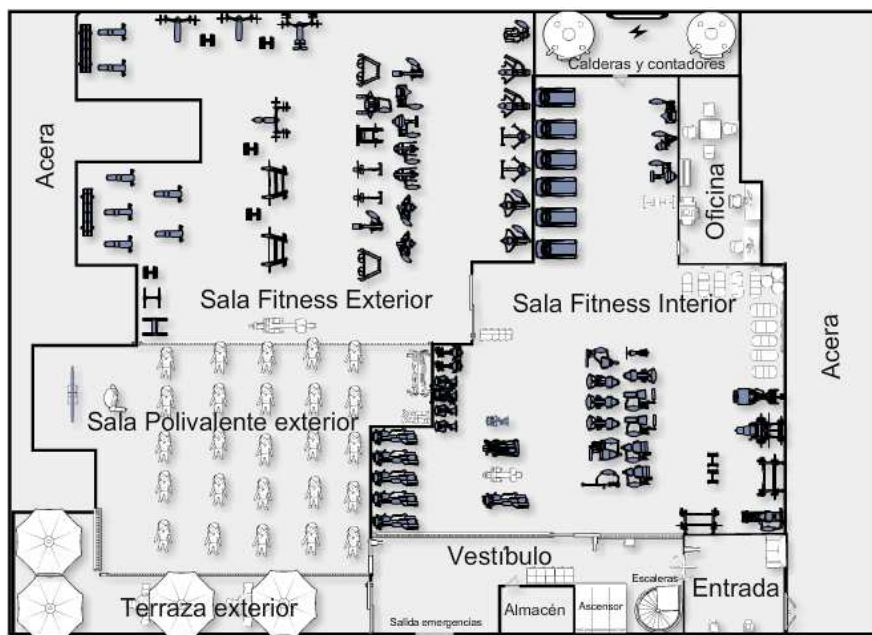 Calderas y contadores
Acera
Oficina
Sala Fitness Exterior
Sala Fitness Interior
Acera
Sala Polivalente exterior
Vestíbulo
Escaleras
Entrada
Terraza exterior
Almacén
Ascensor
Salida emergencias